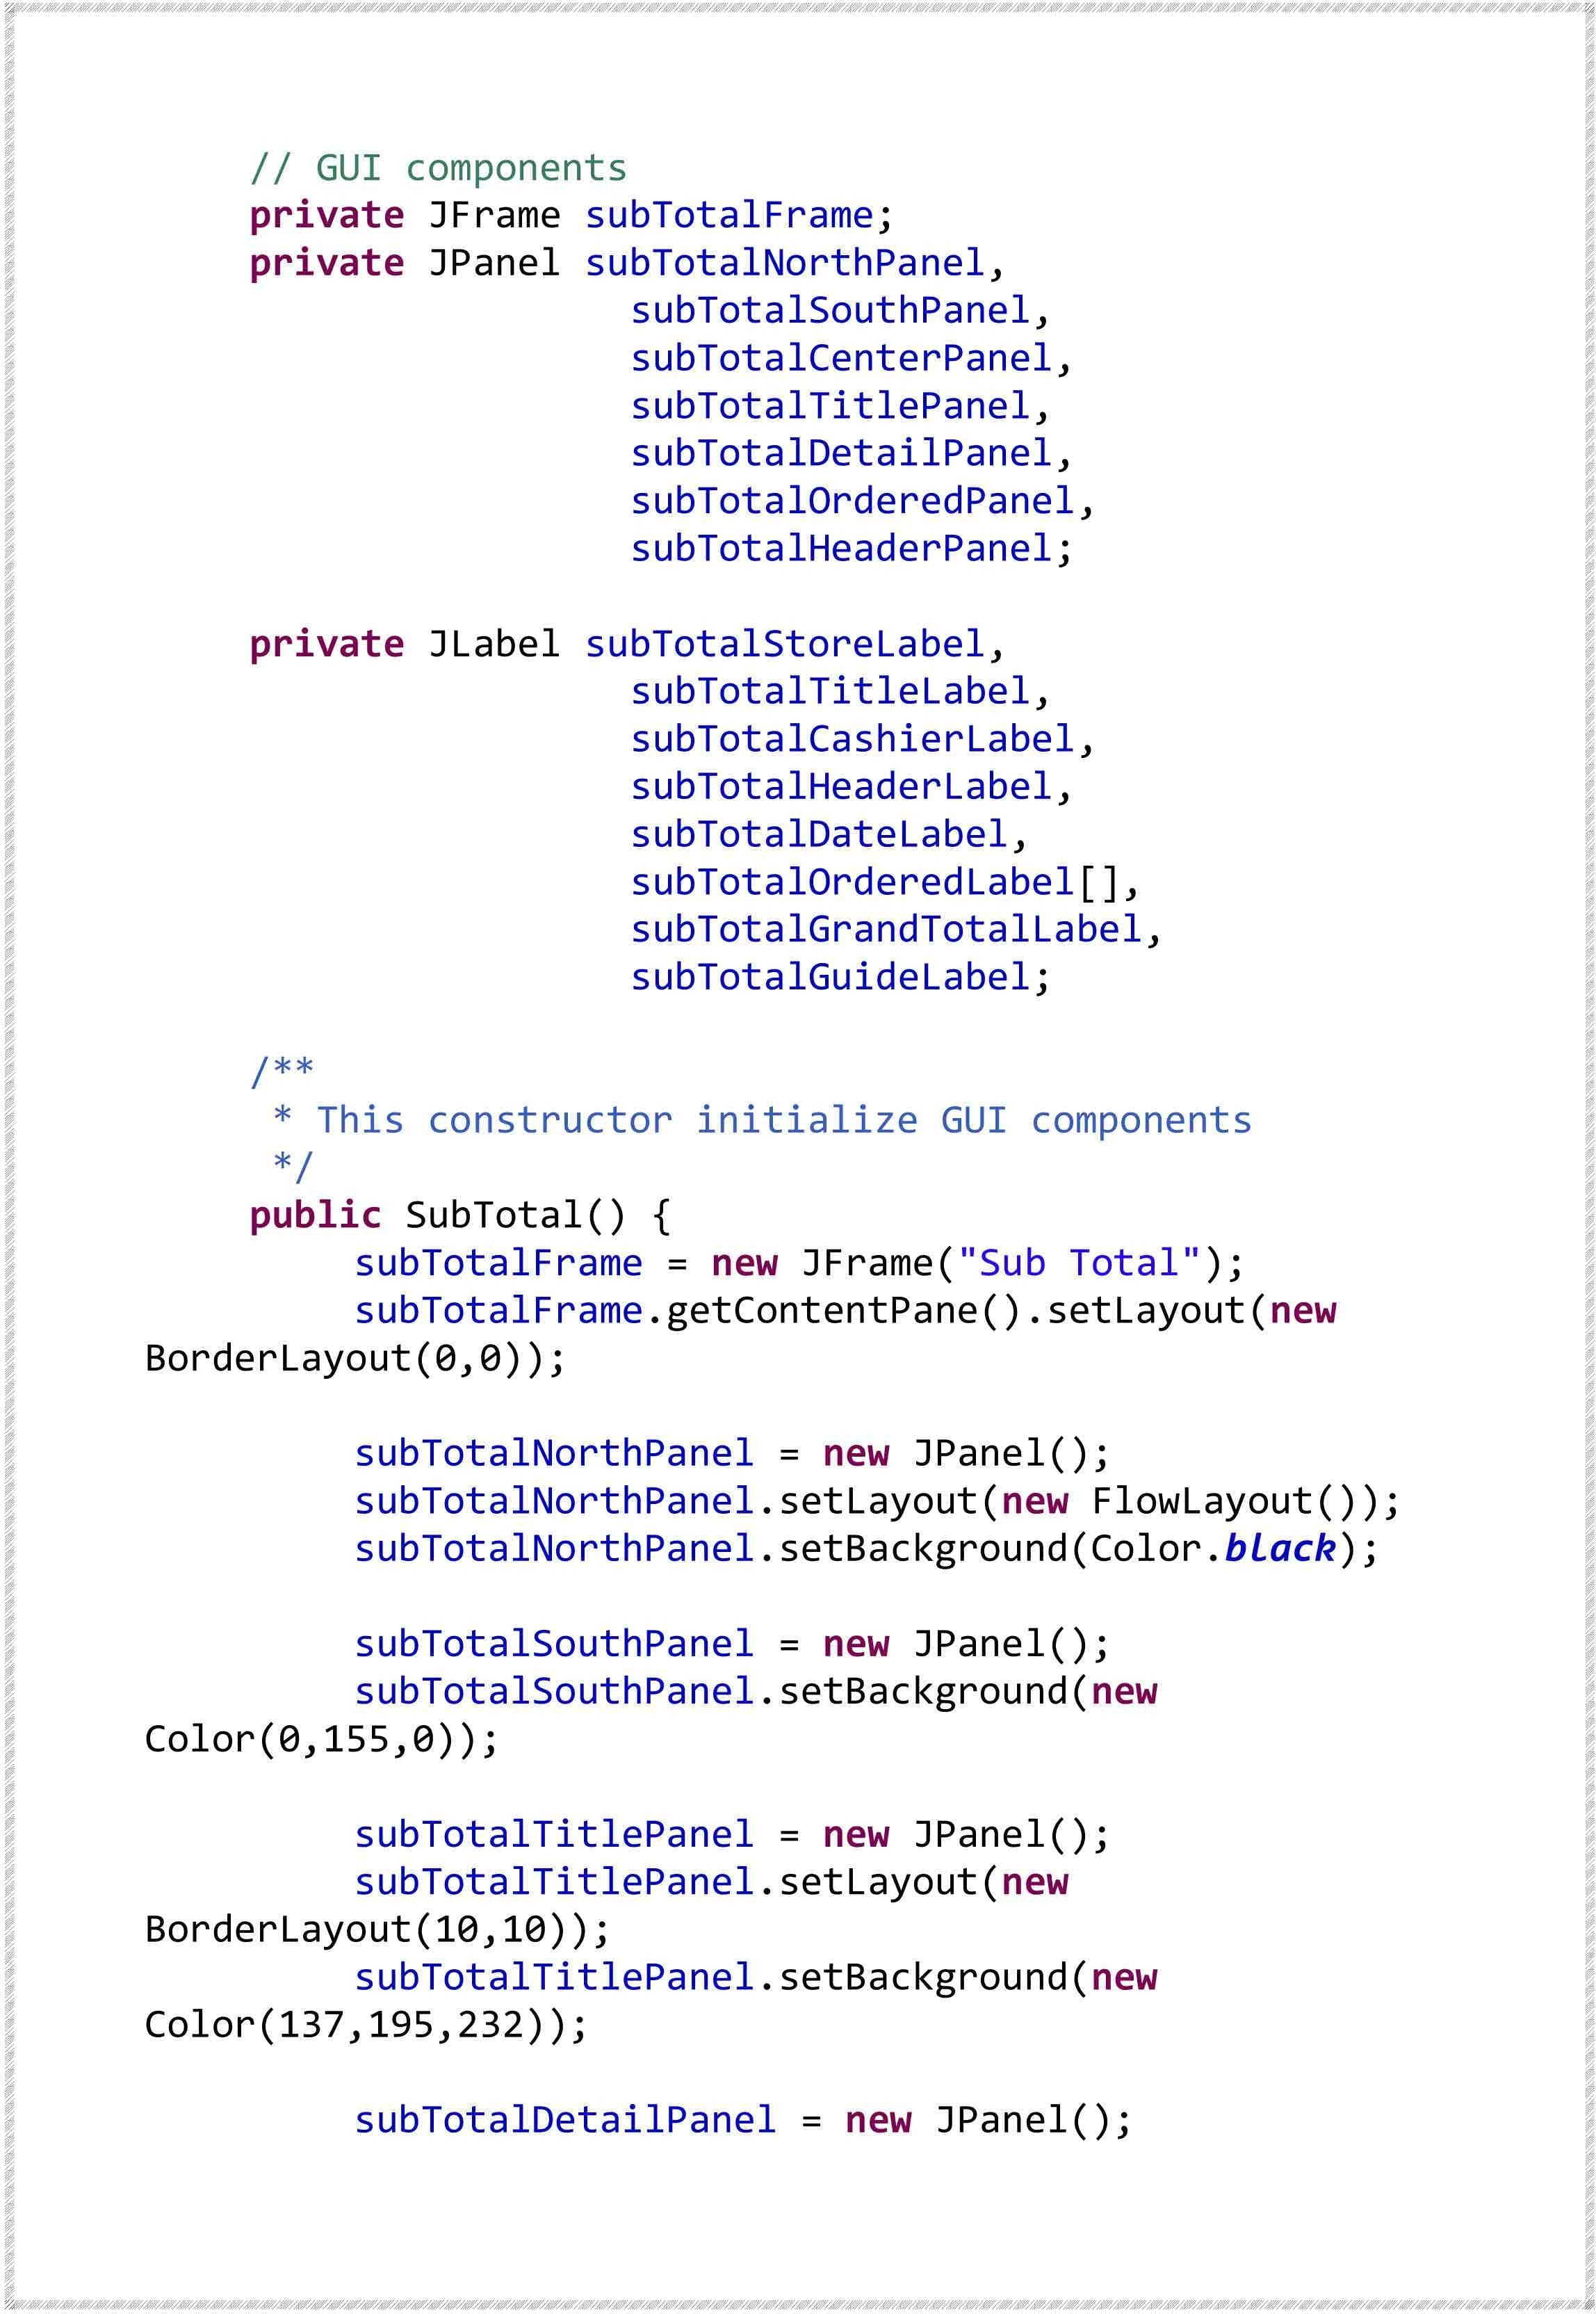 // GUI components
private JFrame subTotalFrame;
private JPanel subTotalNorthPanel,
subTotalSouthPanel,
subTotalCenterPanel,
subTotalTitlePanel,
subTotalDetailPanel,
subTotalOrderedPanel,
subTotalHeaderPanel;
private JLabel subTotalStoreLabel,
subTotalTitleLabel,
subTotalCashierLabel,
subTotalHeaderLabel,
subTotalDateLabel,
subTotalOrderedLabel[],
subTotalGrandTotalLabel,
subTotalGuideLabel;
/**
* This constructor initialize GUI components
*/
public SubTotal() {
subTotalFrame = new JFrame("Sub Total");
subTotalFrame.getContentPane().setLayout(new
BorderLayout(0,0));
subTotalNorthPanel = new JPanel();
subTotalNorthPanel.setLayout(new FlowLayout());
subTotalNorthPanel.setBackground(Color.black);
subTotalSouthPanel = new JPanel();
subTotalSouthPanel.setBackground(new
Color(0,155,0));
subTotalTitlePanel = new JPanel();
subTotalTitlePanel.setLayout(new
BorderLayout(10,10));
subTotalTitlePanel.setBackground(new
Color(137,195,232));
subTotalDetailPanel = new JPanel();